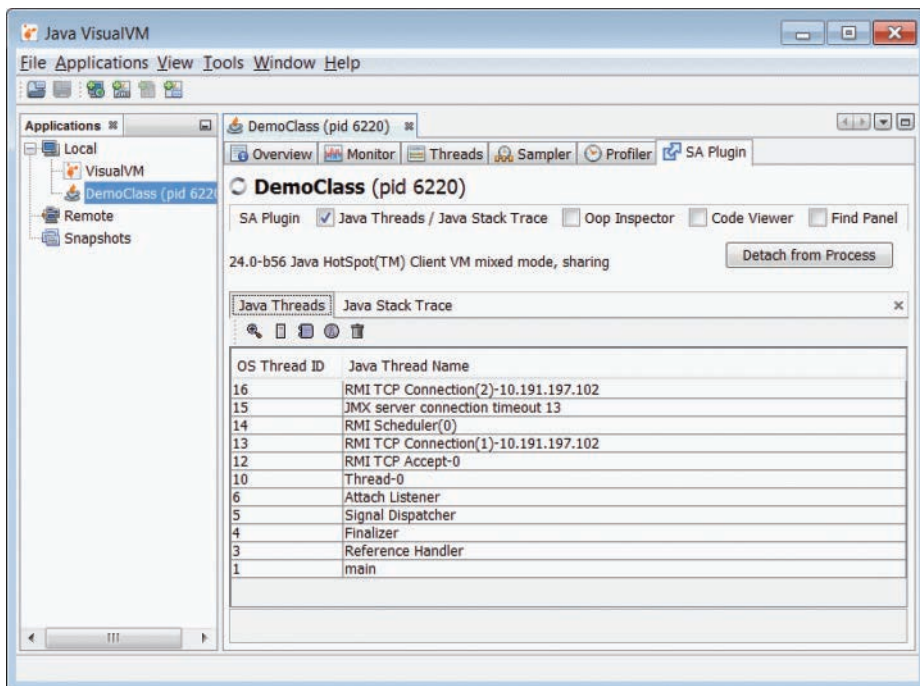 Java VisualVM
File Applications View Tools Window Help
Applications
DemoClass (pid 6220)
Local
VisualVM
DemoClass (pid 622
Remote
Snapshots
Overview Monitor Threads Sampler Profiler SA Plugin
DemoClass (pid 6220)
SA Plugin Java Threads / Java Stack Trace Oop Inspector Code Viewer Find Panel
24.0-b56 Java HotSpot(TM) Client VM mixed mode, sharing
Detach from Process
Java Threads Java Stack Trace
OS Thread ID Java Thread Name
16 RMI TCP Connection(2)-10.191.197.102
15 JMX server connection timeout 13
14 RMI Scheduler(0)
13 RMI TCP Connection(1)-10.191.197.102
12 RMI TCP Accept-0
10 Thread-0
6 Attach Listener
5 Signal Dispatcher
4 Finalizer
3 Reference Handler
1 main